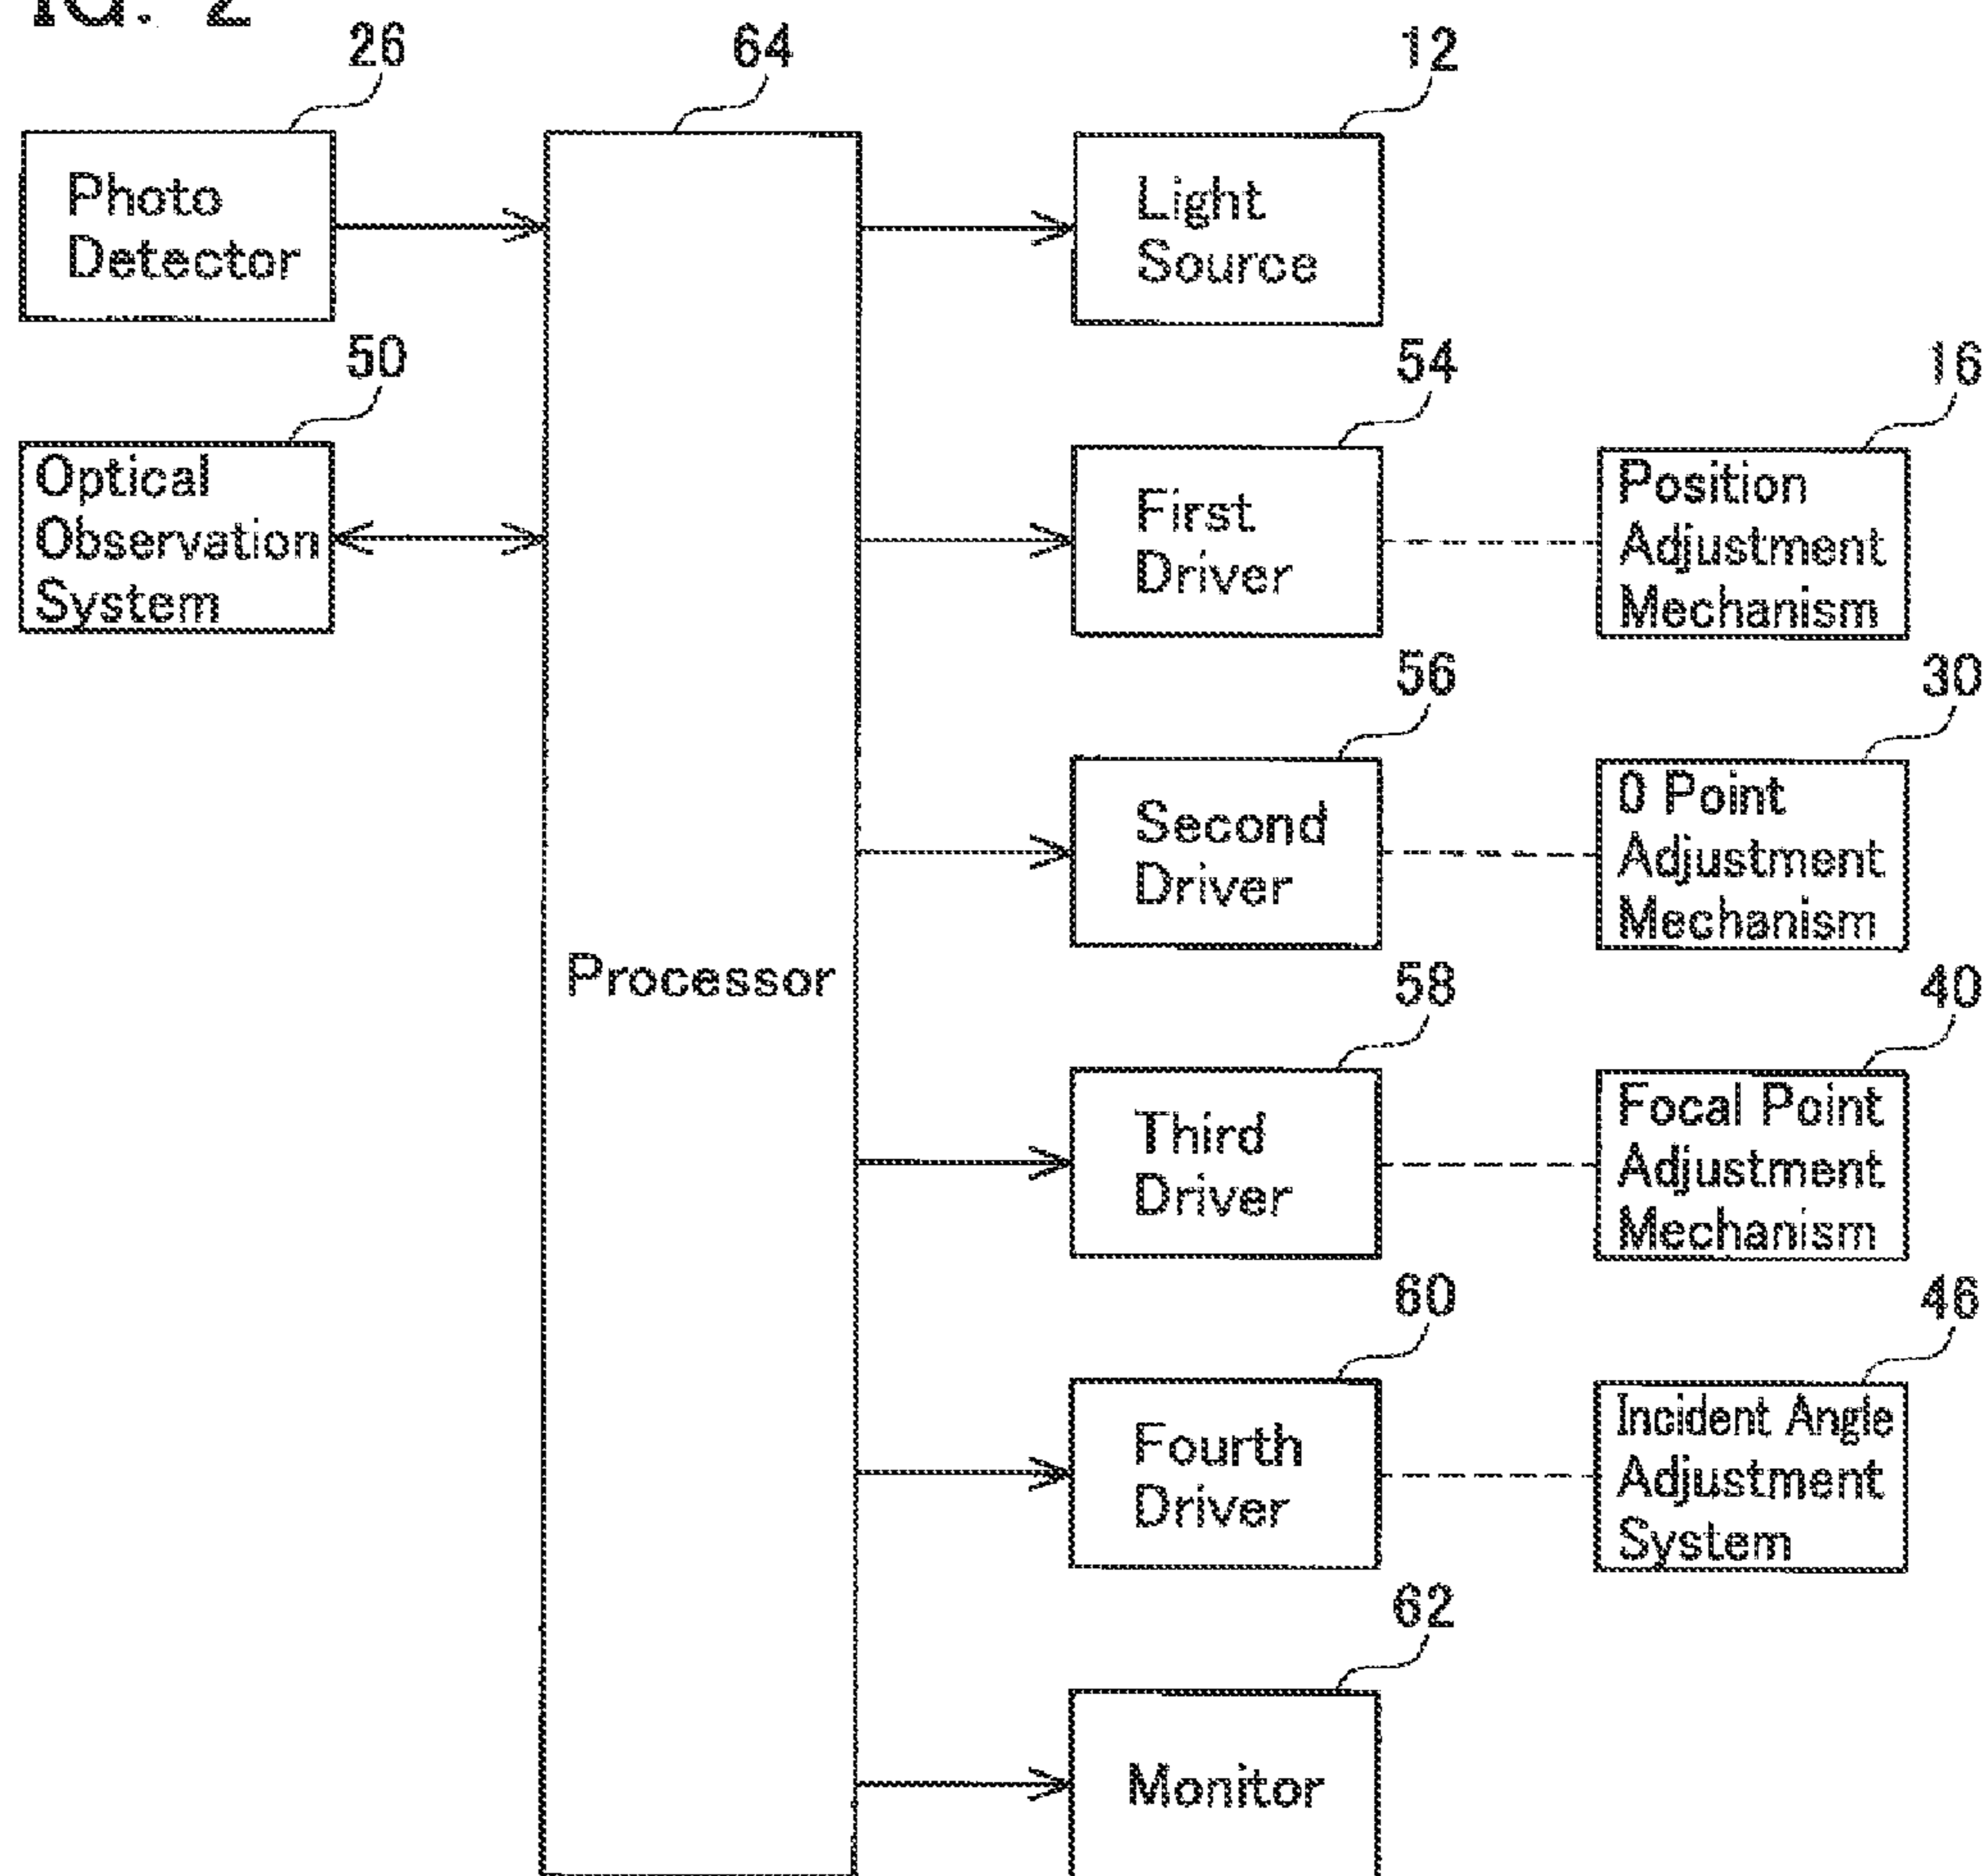 26
64
12
Photo
Detector
Light
Source
50
54
16
Optical
Observation
System
First
Driver
Position
Adjustment
Mechanism
56
30
Second
Driver
0 Point
Adjustment
Mechanism
Processor
58
40
Third
Driver
Focal Point
Adjustment
Mechanism
60
46
Fourth
Driver
Incident Angle
Adjustment
System
62
Monitor